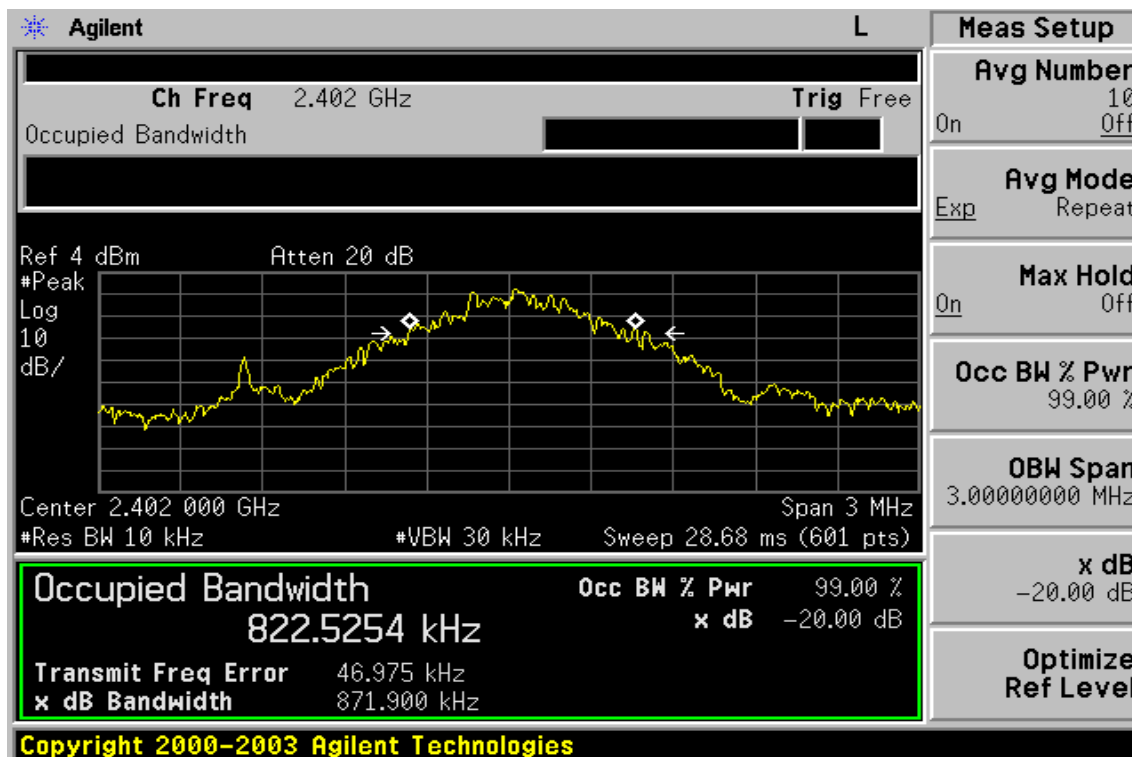 Agilent L
Ch Freq 2.402 GHz Trig Free
Occupied Bandwidth
Ref 4 dBm Atten 20 dB
#Peak
Log
10
dB/
Center 2.402 000 GHz Span 3 MHz
#Res BW 10 kHz #VBW 30 kHz Sweep 28.68 ms (601 pts)
Occupied Bandwidth Occ BW % Pwr 99.00 %
822.5254 kHz x dB -20.00 dB
Transmit Freq Error 46.975 kHz
x dB Bandwidth 871.900 kHz
Copyright 2000-2003 Agilent Technologies
Meas Setup
Avg Number
10
On Off
Avg Mode
Exp Repeat
Max Hold
On Off
Occ BW % Pwr
99.00 %
OBW Span
3.00000000 MHz
x dB
-20.00 dB
Optimize
Ref Level